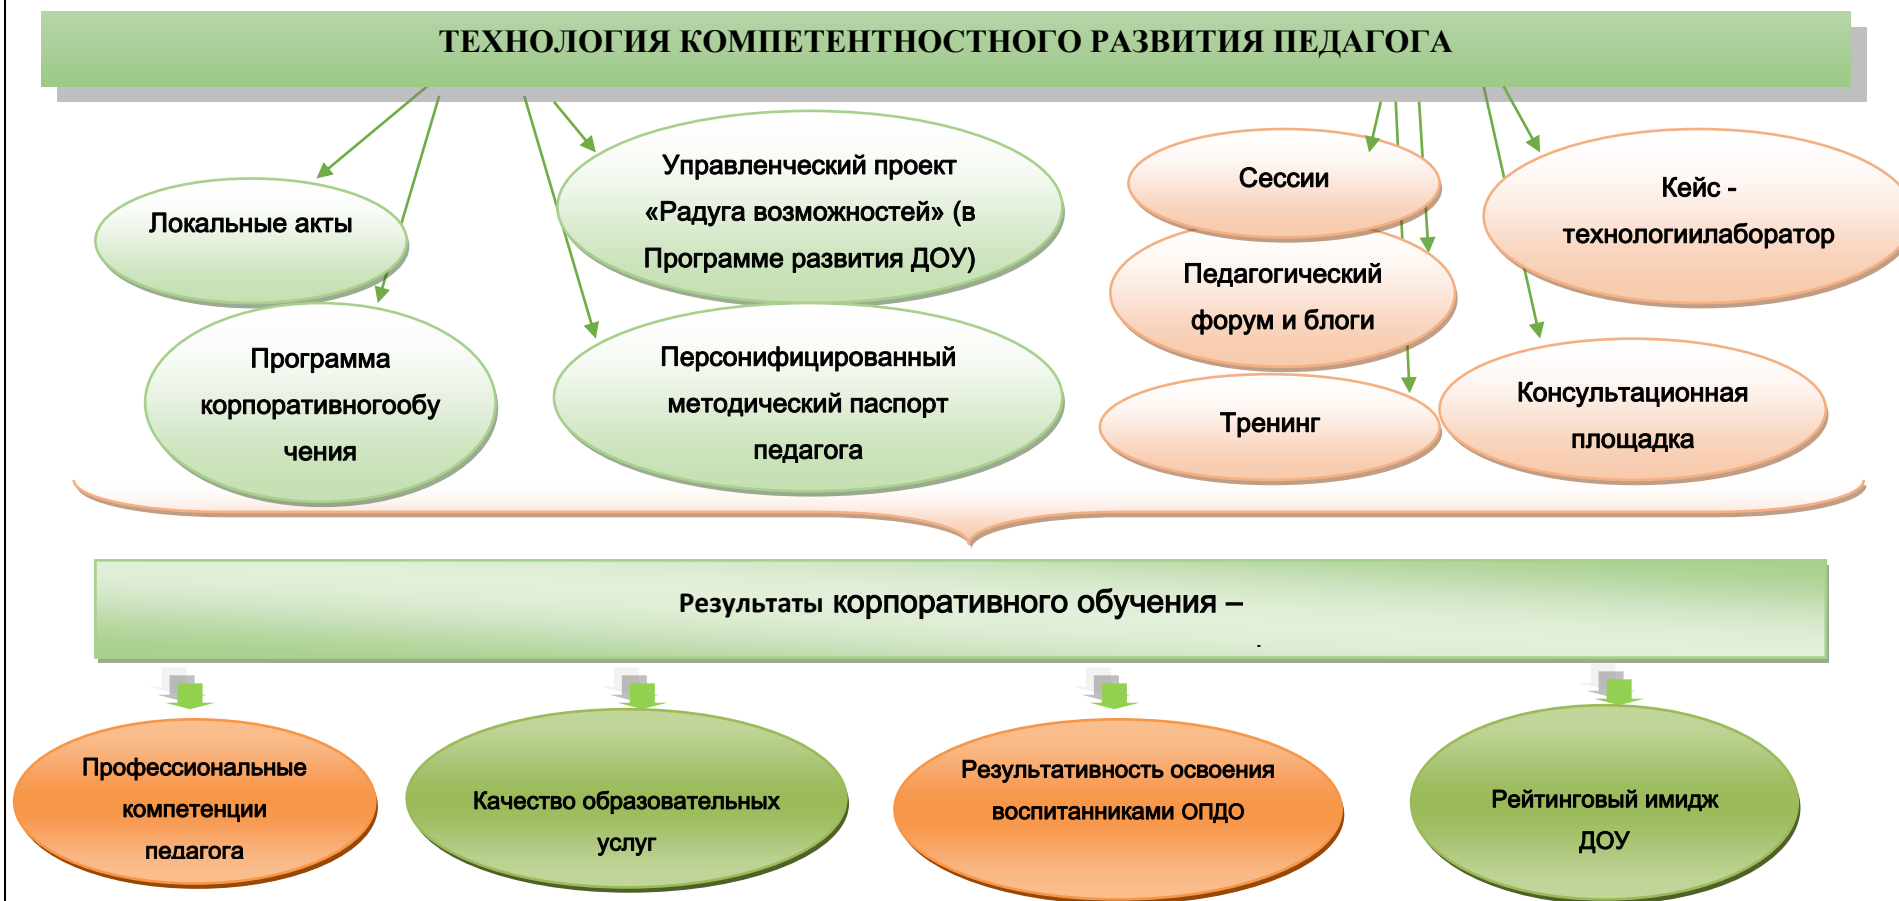 ТЕХНОЛОГИЯ КОМПЕТЕНТНОСТНОГО РАЗВИТИЯ ПЕДАГОГА
Локальные акты
Программа
корпоративногообу
чения
Управленческий проект
«Радуга возможностей» (в
Программе развития ДОУ)
Персонифицированный
методический паспорт
педагога
Сессии
Педагогический
форум и блоги
Тренинг
Кейс -
технологиилаборатор
Консультационная
площадка
Результаты корпоративного обучения –
Профессиональные
компетенции
педагога
Качество образовательных
услуг
Результативность освоения
воспитанниками ОПДО
Рейтинговый имидж
ДОУ